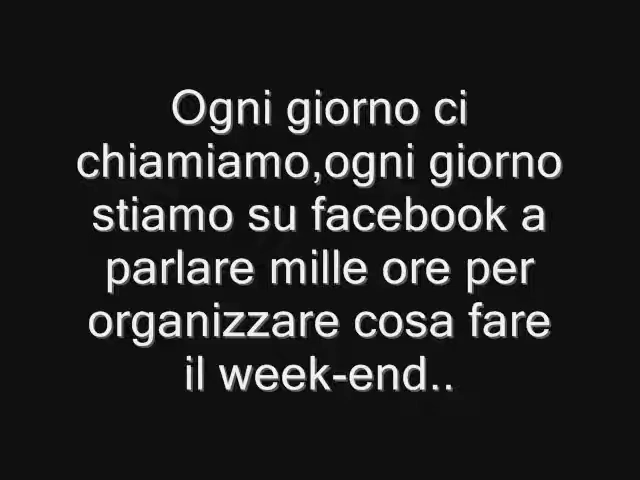 Ogni giorno ci
chiamiamo,ogni giorno
stiamo su facebook a
parlare mille ore per
organizzare cosa fare
il week-end..